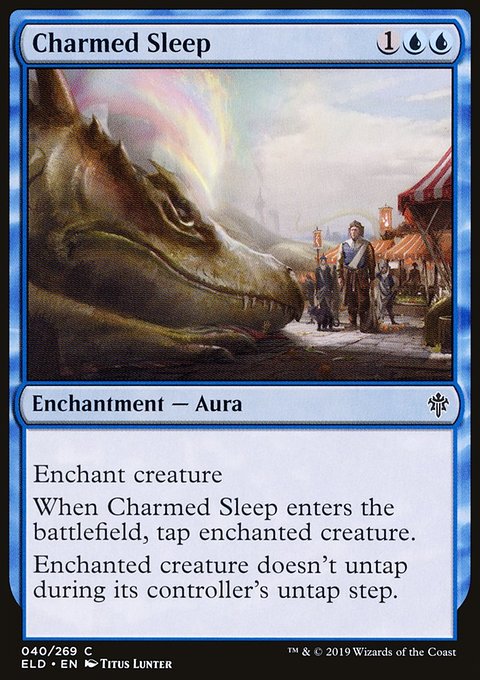 Charmed Sleep 1
Enchantment — Aura
Enchant creature
When Charmed Sleep enters the
battlefield, tap enchanted creature.
Enchanted creature doesn't untap
during its controller's untap step.
040/269 C
ELD • EN Titus Lunter
™ & © 2019 Wizards of the Coast